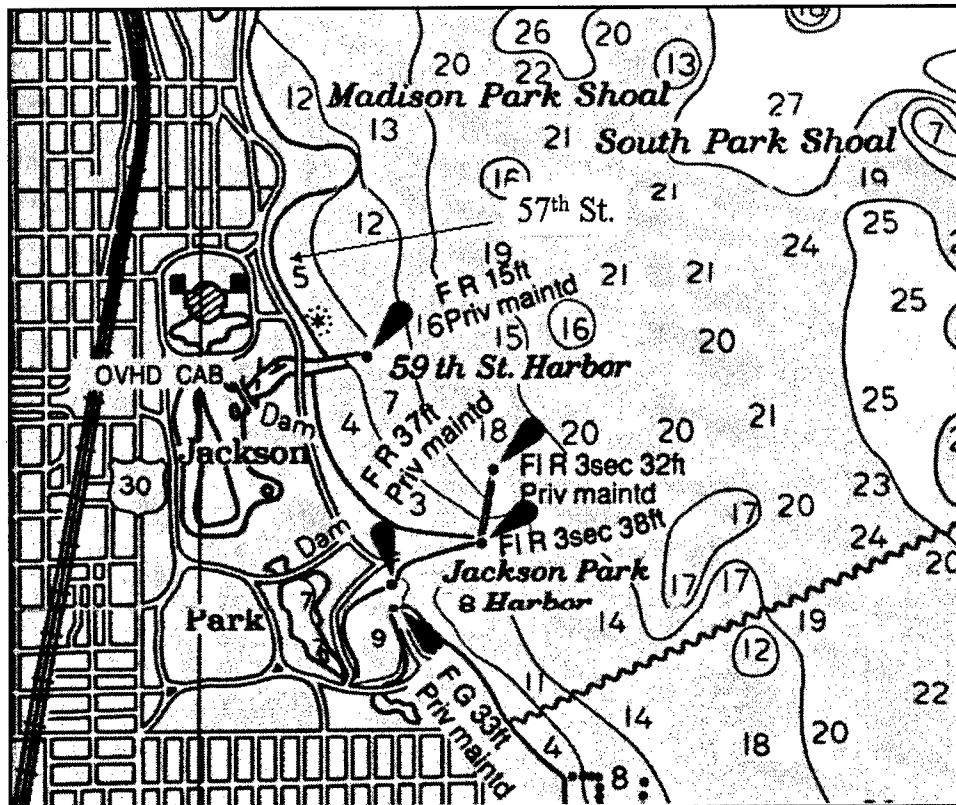 26
20
20
22
13
12
Madison Park Shoal
13
27
21
South Park Shoal
7
16
21
19
57th St.
12
25
24
19
5
21
21
F R 15ft
Priv maintd
16
25
15
16
20
OVHD CAB
59 th St. Harbor
Dam
7
4
25
21
Jackson
F R 37ft
Priv maintd
18
20
20
Fl R 3sec 32ft
Priv maintd
30
3
23
17
20
Fl R 3sec 38ft
24
20
Dam
Jackson Park
Harbor
8
17
17
7
Park
9
14
19
12
F G 33ft
Priv maintd
11
22
14
20
18
4
8